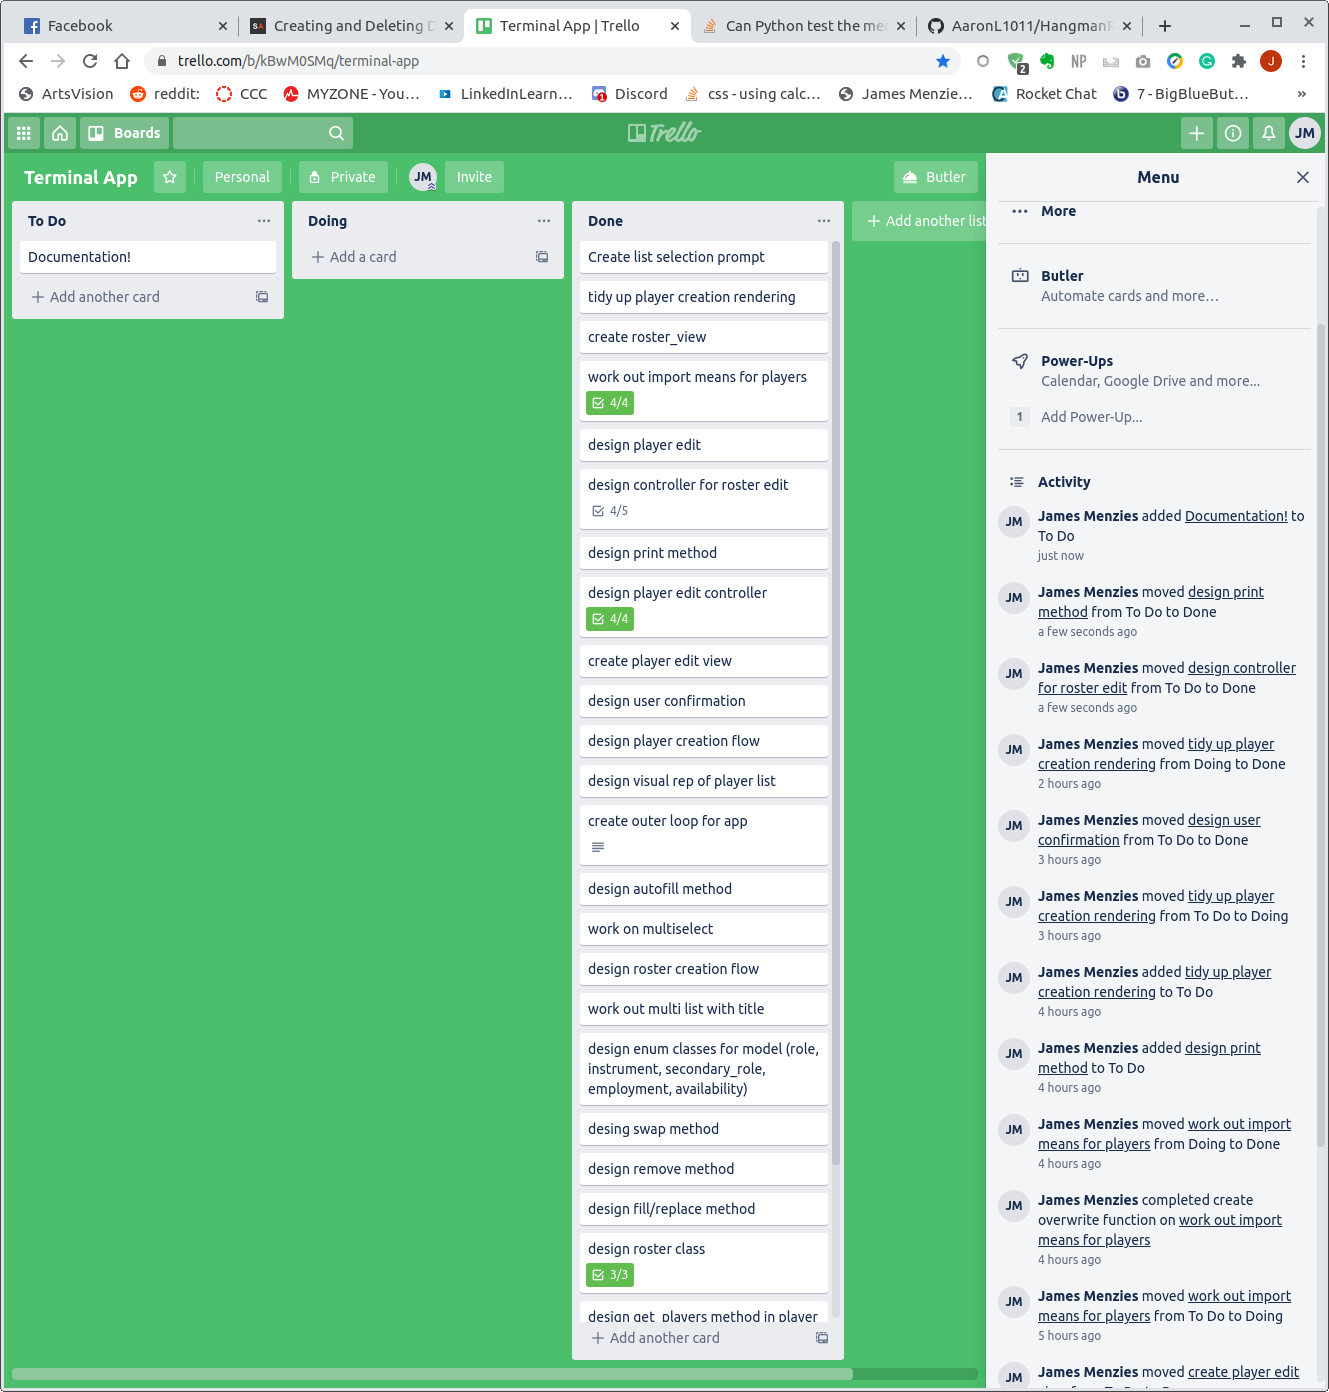 Facebook
Creating and Deleting D
Terminal App | Trello
Can Python test the me
AaronL1011/Hangman
trello.com/b/kBwM0SMq/terminal-app
2
NP
J
ArtsVision
reddit:
CCC
MYZONE - You…
LinkedInLearn…
Discord
css - using calc…
James Menzie…
Rocket Chat
7 - BigBlueBut…
»
Boards
Trello
JM
Terminal App
Personal
Private
JM
Invite
Butler
To Do
Documentation!
Add another card
Doing
Add a card
Done
Create list selection prompt
tidy up player creation rendering
create roster_view
work out import means for players
4/4
design player edit
design controller for roster edit
4/5
design print method
design player edit controller
4/4
create player edit view
design user confirmation
design player creation flow
design visual rep of player list
create outer loop for app
design autofill method
work on multiselect
design roster creation flow
work out multi list with title
design enum classes for model (role,
instrument, secondary_role,
employment, availability)
desing swap method
design remove method
design fill/replace method
design roster class
3/3
design get_players method in player
Add another card
Add another list
Menu
More
Butler
Automate cards and more…
Power-Ups
Calendar, Google Drive and more...
1 Add Power-Up...
Activity
JM James Menzies added Documentation! to
To Do
just now
JM James Menzies moved design print
method from To Do to Done
a few seconds ago
JM James Menzies moved design controller
for roster edit from To Do to Done
a few seconds ago
JM James Menzies moved tidy up player
creation rendering from Doing to Done
2 hours ago
JM James Menzies moved design user
confirmation from To Do to Done
3 hours ago
JM James Menzies moved tidy up player
creation rendering from To Do to Doing
3 hours ago
JM James Menzies added tidy up player
creation rendering to To Do
4 hours ago
JM James Menzies added design print
method to To Do
4 hours ago
JM James Menzies moved work out import
means for players from Doing to Done
4 hours ago
JM James Menzies completed create
overwrite function on work out import
means for players
4 hours ago
JM James Menzies moved work out import
means for players from To Do to Doing
5 hours ago
JM James Menzies moved create player edit